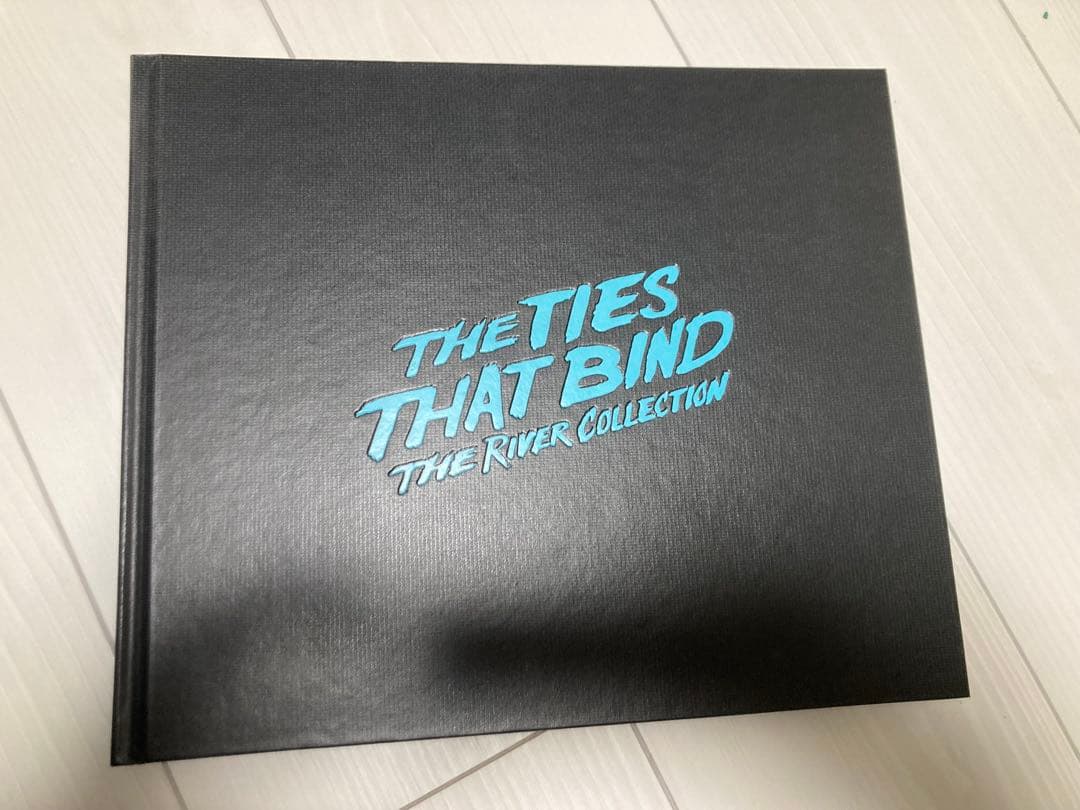 THE TIES
THAT BIND
THE RIVER COLLECTION